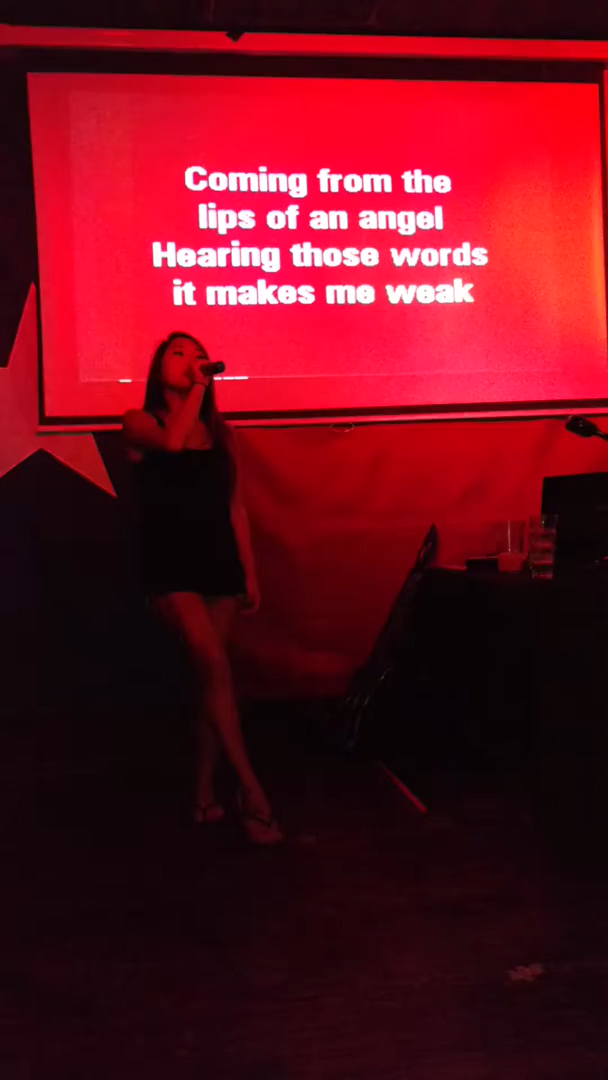 Coming from the
lips of an angel
Hearing those words
it makes me weak